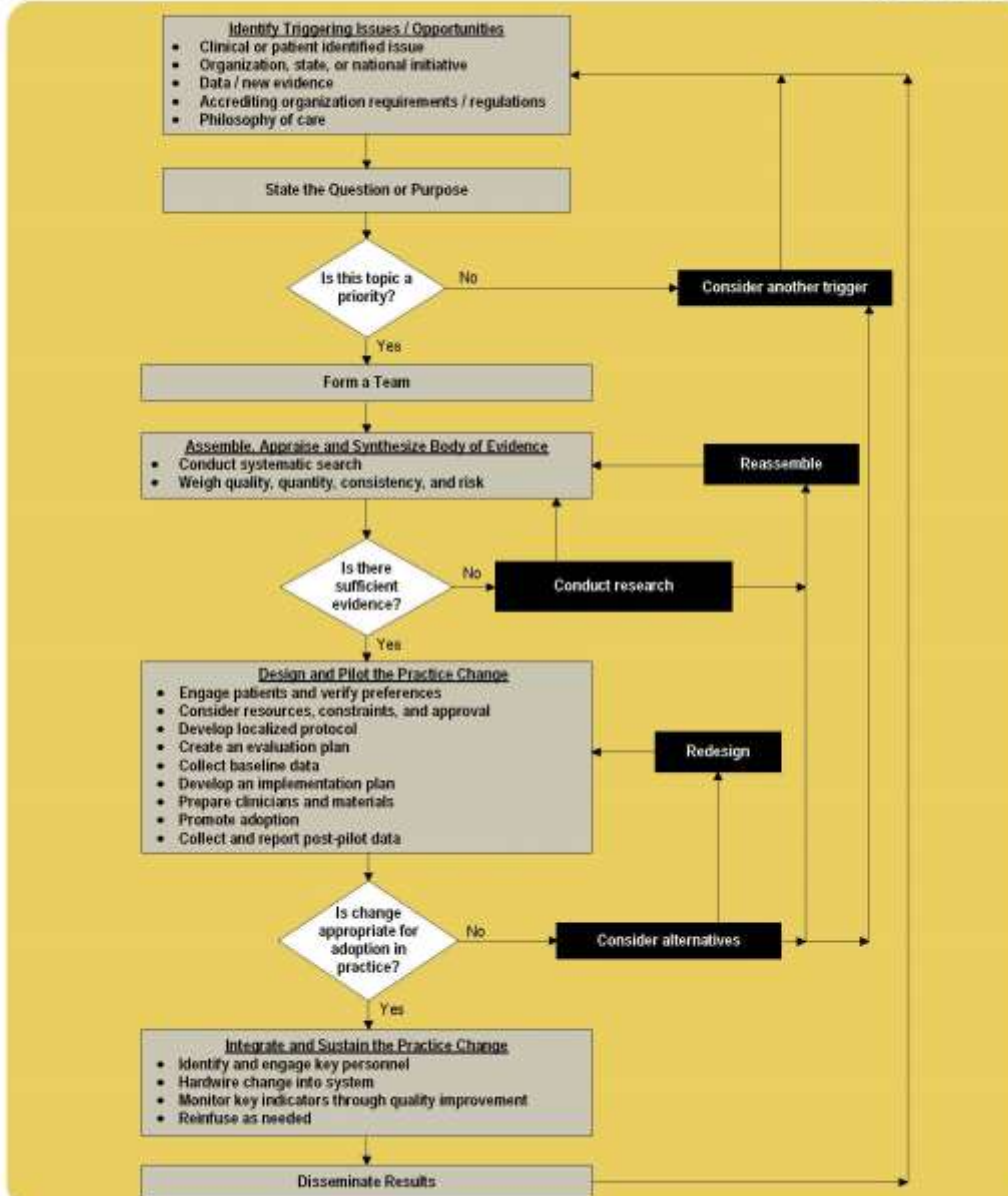 Identify Triggering Issues / Opportunities
• Clinical or patient identified issue
• Organization, state, or national initiative
• Data / new evidence
• Accrediting organization requirements / regulations
• Philosophy of care
State the Question or Purpose
Is this topic a
priority?
No
Consider another trigger
Yes
Form a Team
Assemble, Appraise and Synthesize Body of Evidence
• Conduct systematic search
• Weigh quality, quantity, consistency, and risk
Reassemble
Is there
sufficient
evidence?
No
Conduct research
Yes
Design and Pilot the Practice Change
• Engage patients and verify preferences
• Consider resources, constraints, and approval
• Develop localized protocol
• Create an evaluation plan
• Collect baseline data
• Develop an implementation plan
• Prepare clinicians and materials
• Promote adoption
• Collect and report post-pilot data
Redesign
Is change
appropriate for
adoption in
practice?
No
Consider alternatives
Yes
Integrate and Sustain the Practice Change
• Identify and engage key personnel
• Hardwire change into system
• Monitor key indicators through quality improvement
• Reinfuse as needed
Disseminate Results